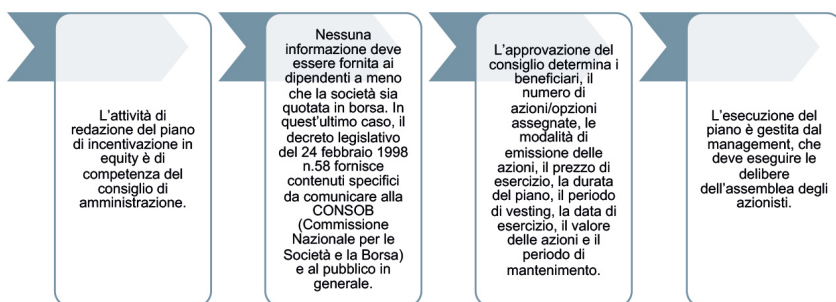 L'attività di
redazione del piano
di incentivazione in
equity è di
competenza del
consiglio di
amministrazione.
Nessuna
informazione deve
essere fornita ai
dipendenti a meno
che la società sia
quotata in borsa. In
quest'ultimo caso, il
decreto legislativo
del 24 febbraio 1998
n.58 fornisce
contenuti specifici
da comunicare alla
CONSOB
(Commissione
Nazionale per le
Società e la Borsa)
e al pubblico in
generale.
L'approvazione del
consiglio determina i
beneficiari, il
numero di
azioni/opzioni
assegnate, le
modalità di
emissione delle
azioni, il prezzo di
esercizio, la durata
del piano, il periodo
di vesting, la data di
esercizio, il valore
delle azioni e il
periodo di
mantenimento.
L'esecuzione del
piano è gestita dal
management, che
deve eseguire le
delibere
dell'assemblea degli
azionisti.